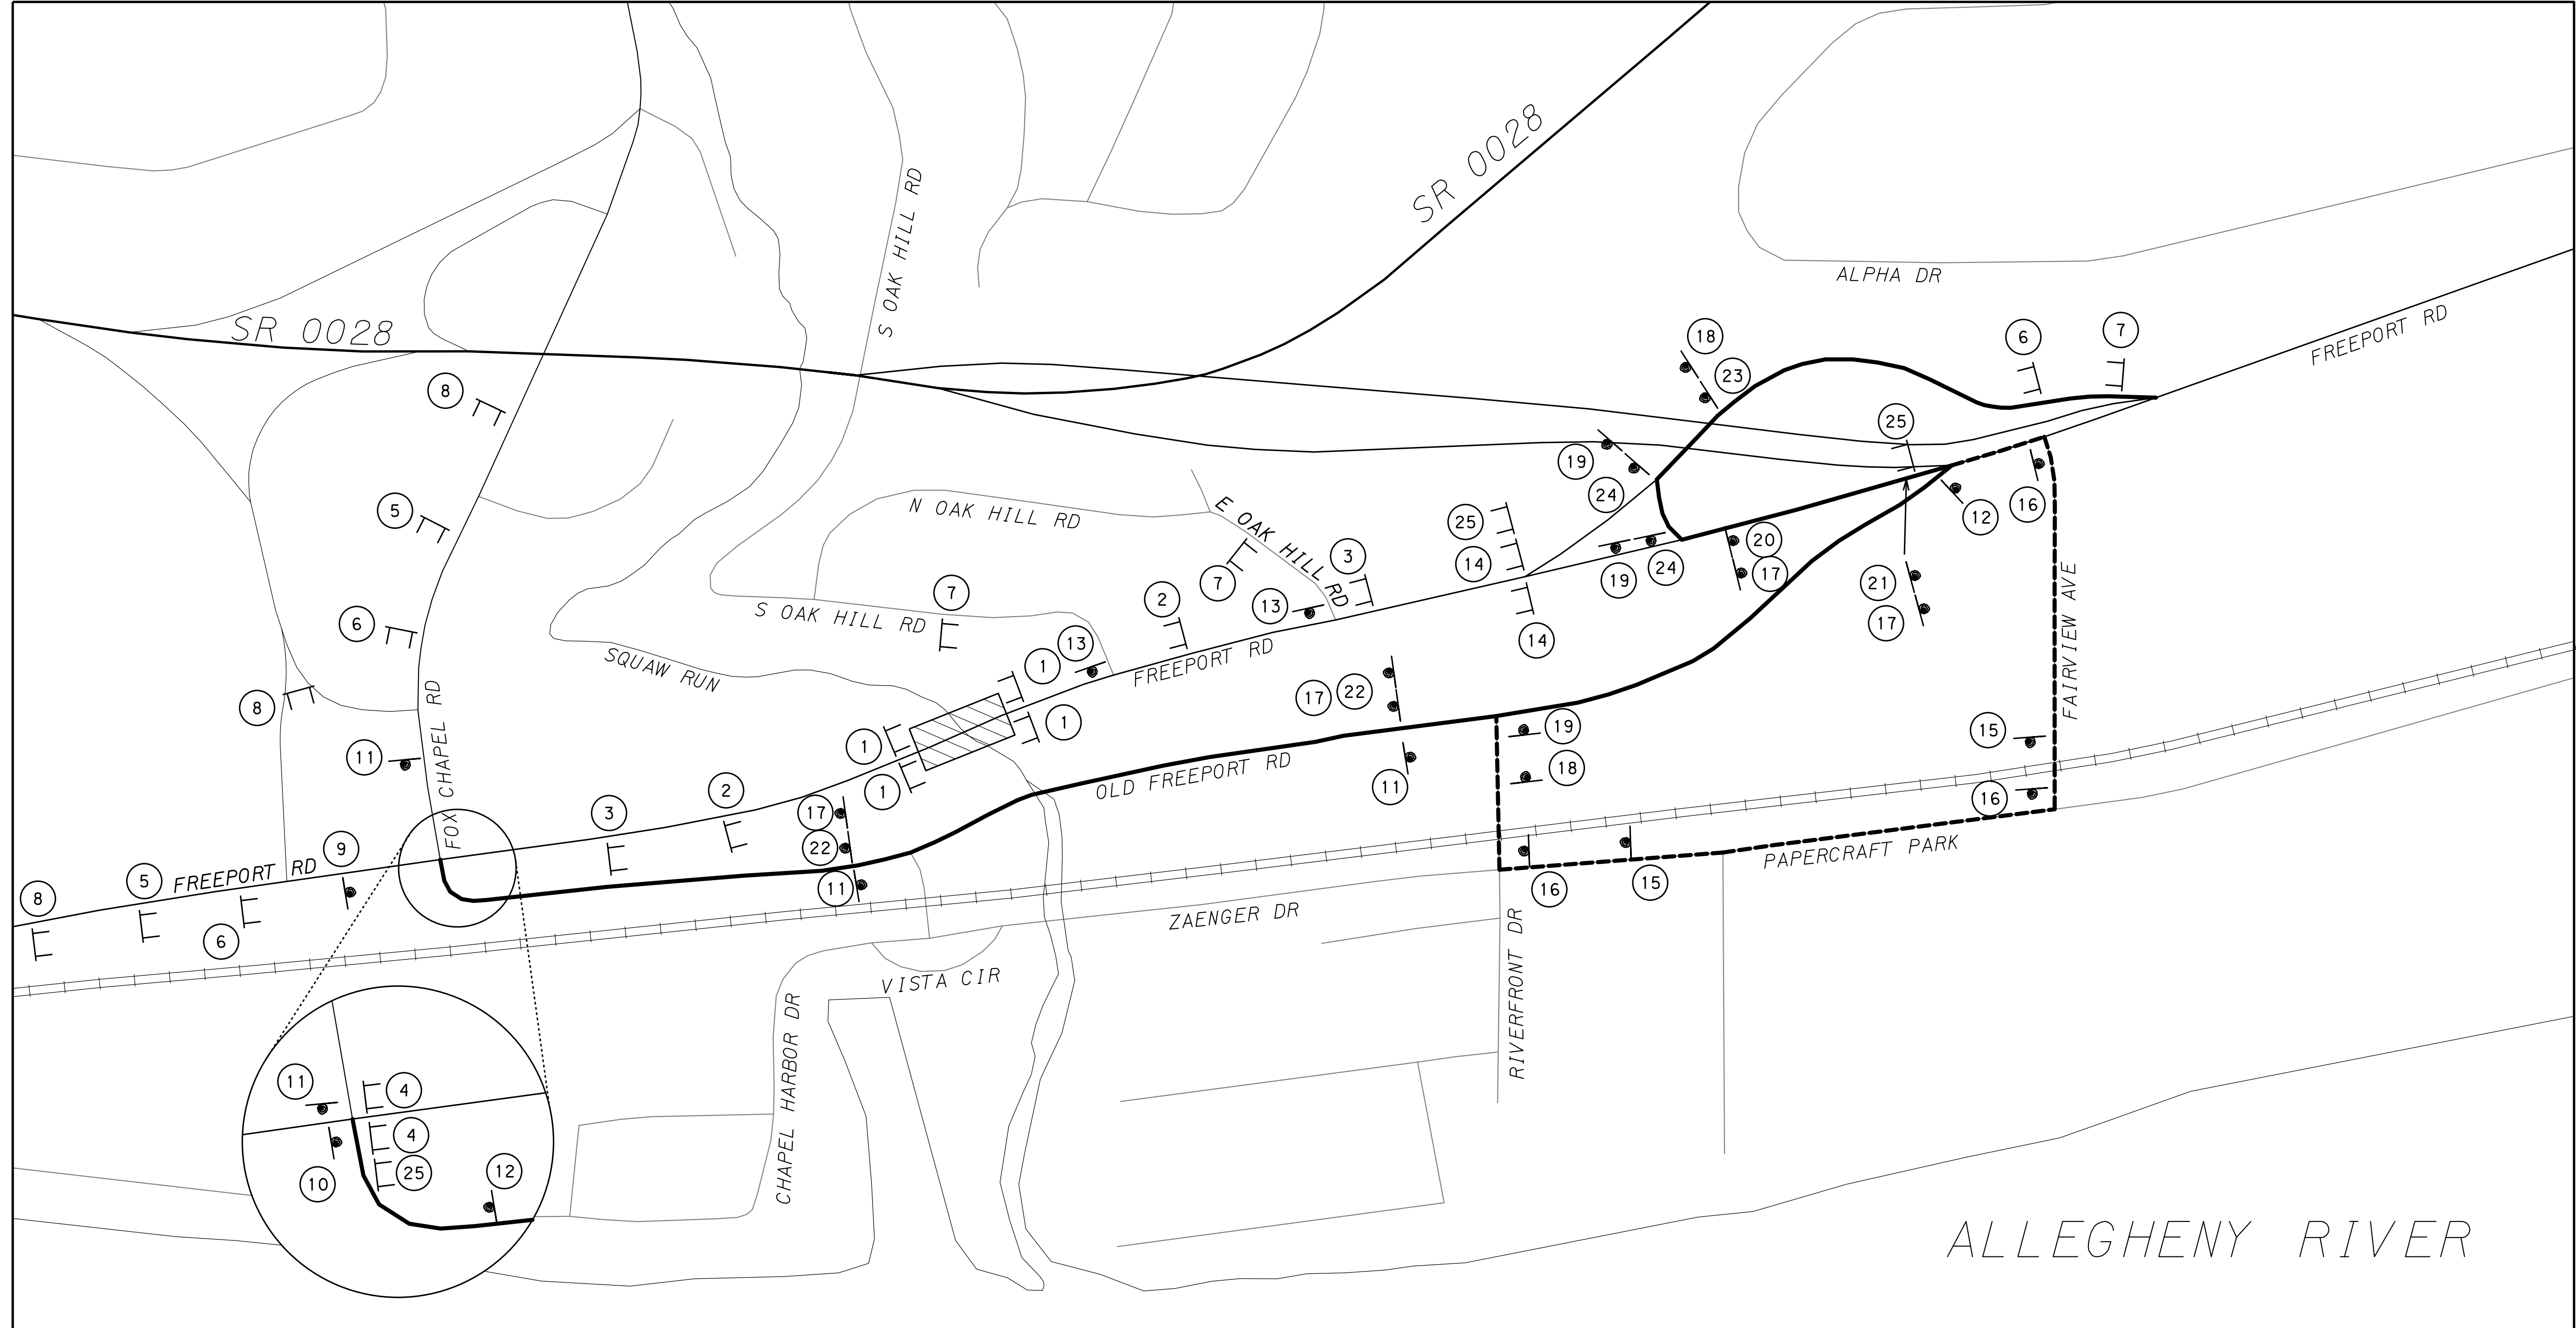 SR 0028
S OAK HILL RD
SR 0028
ALPHA DR
FREEPORT RD
18
6
7
23
8
25
19
24
5
N OAK HILL RD
E OAK HILL RD
25
12
16
20
14
3
7
17
19
24
21
6
7
2
13
S OAK HILL RD
17
FAIRVIEW AVE
14
13
1
FREEPORT RD
SQUAW RUN
8
22
17
1
19
15
11
FOX CHAPEL RD
1
18
OLD FREEPORT RD
11
1
2
16
3
17
22
9
PAPERCRAFT PARK
FREEPORT RD
5
8
11
16
15
6
ZAENGER DR
VISTA CIR
RIVERFRONT DR
CHAPEL HARBOR DR
11
4
4
25
12
10
ALLEGHENY RIVER